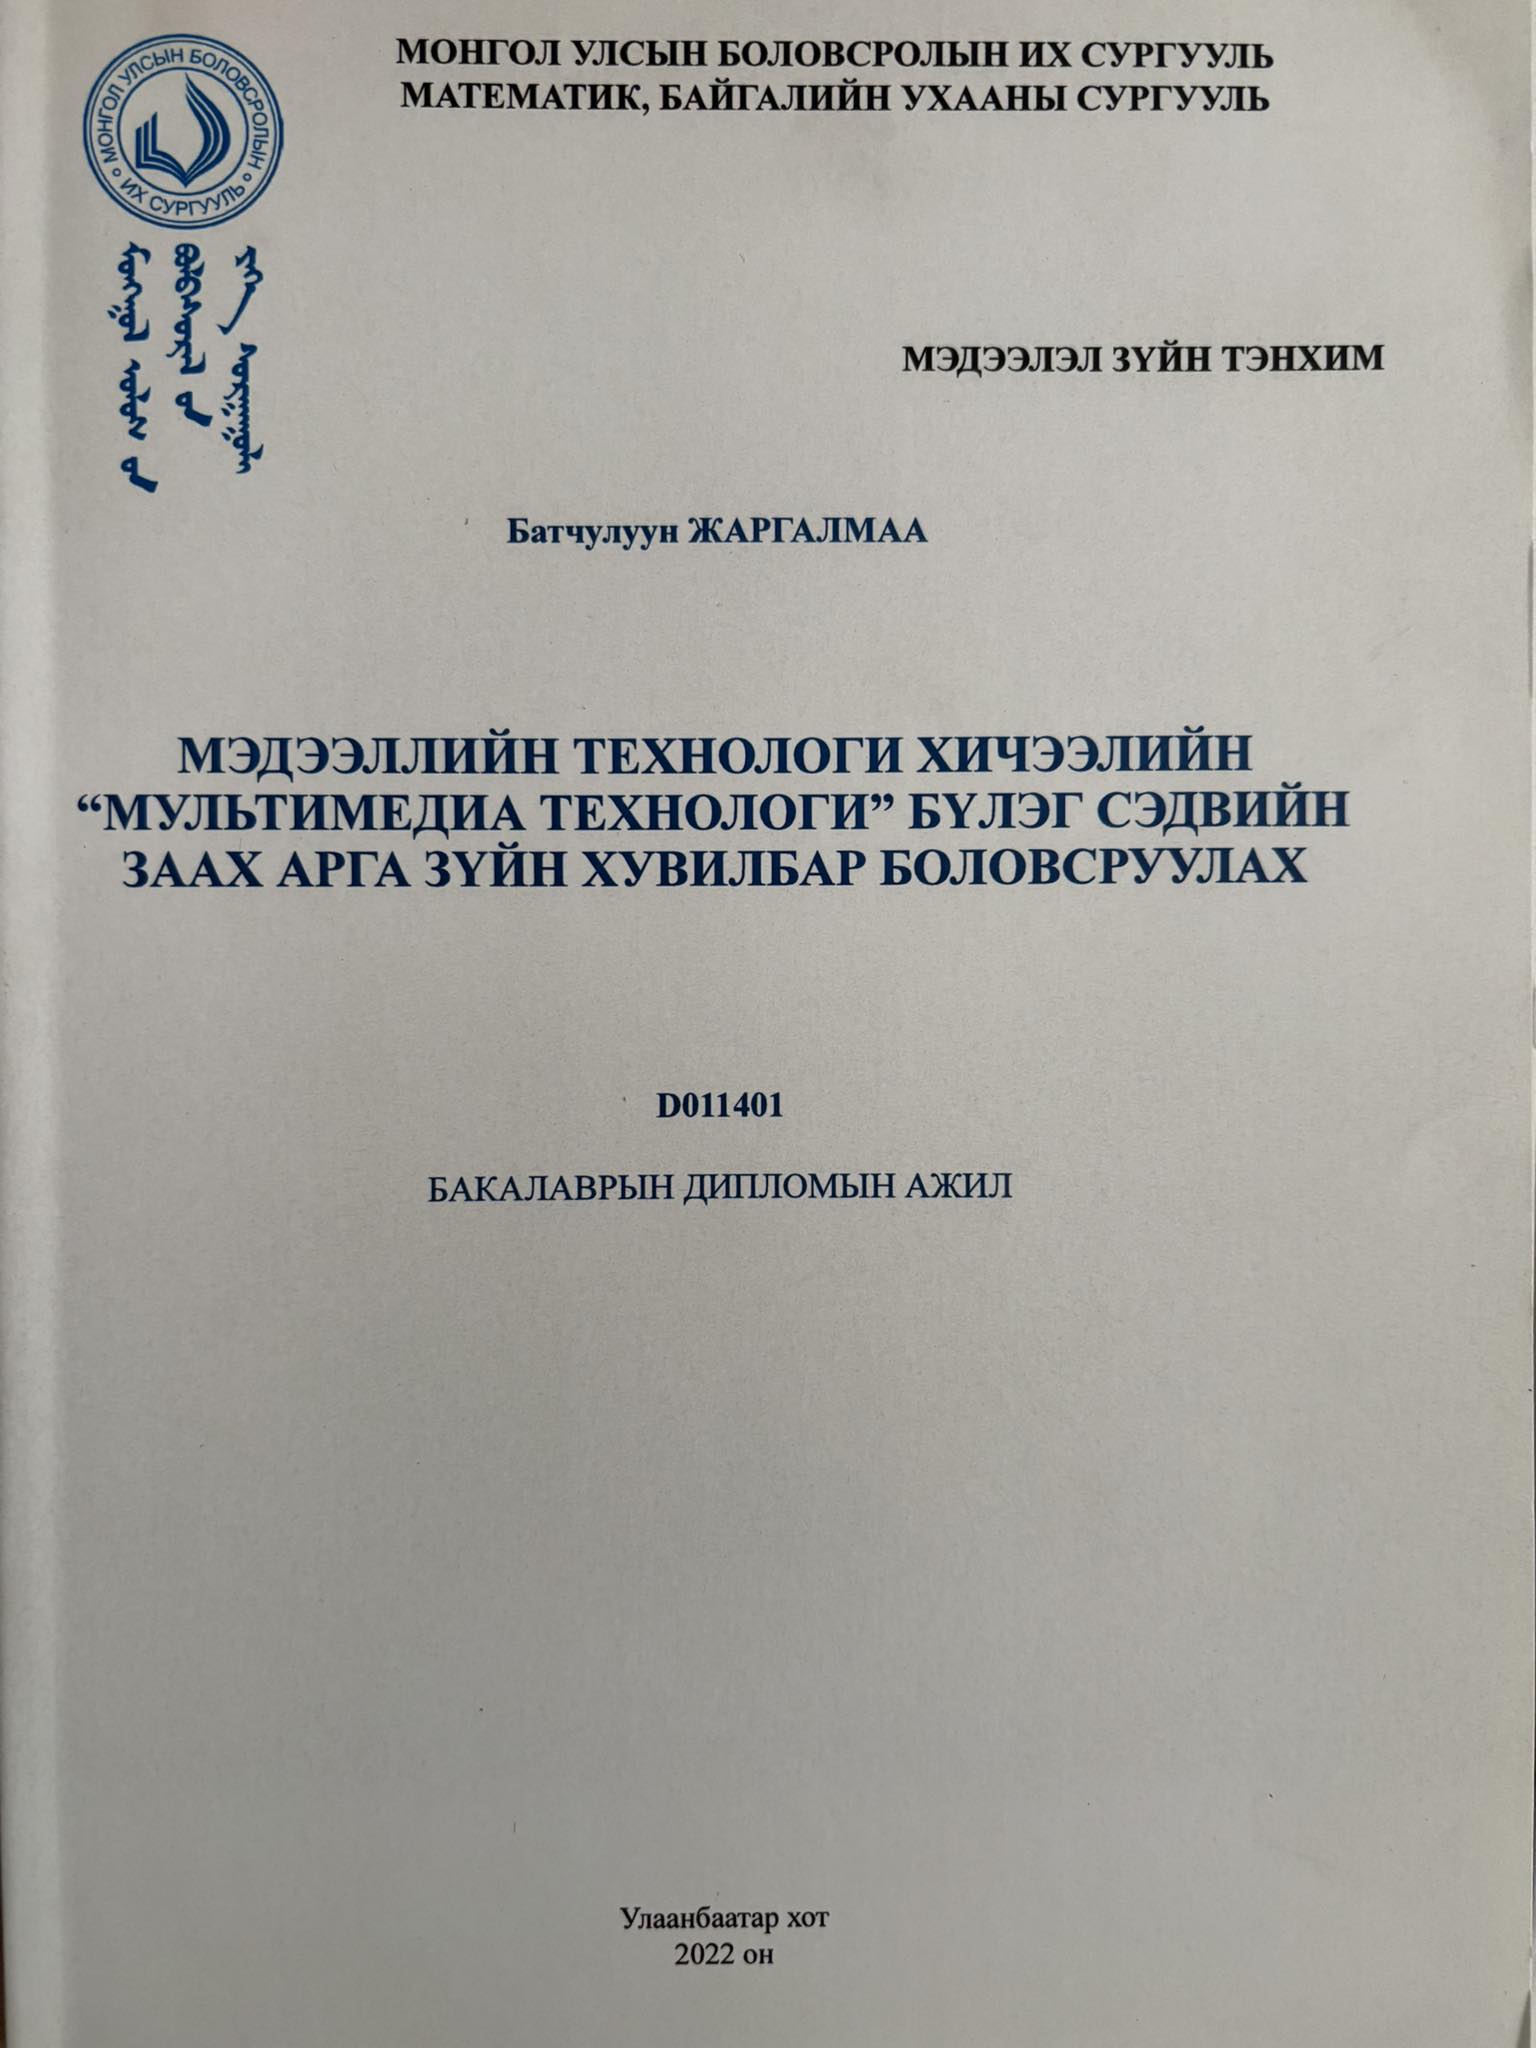 МОНГОЛ УЛСЫН БОЛОВСРОЛЫН ИХ СУРГУУЛЬ
МАТЕМАТИК, БАЙГАЛИЙН УХААНЫ СУРГУУЛЬ
МОНГОЛ УЛСЫН БОЛОВСРОЛЫН
ИХ СУРГУУЛЬ
МЭДЭЭЛЭЛ ЗҮЙН ТЭНХИМ
Батчулуун ЖАРГАЛМАА
МЭДЭЭЛЛИЙН ТЕХНОЛОГИ ХИЧЭЭЛИЙН
“МУЛЬТИМЕДИА ТЕХНОЛОГИ” БҮЛЭГ СЭДВИЙН
ЗААХ АРГА ЗҮЙН ХУВИЛБАР БОЛОВСРУУЛАХ
D011401
БАКАЛАВРЫН ДИПЛОМЫН АЖИЛ
Улаанбаатар хот
2022 он